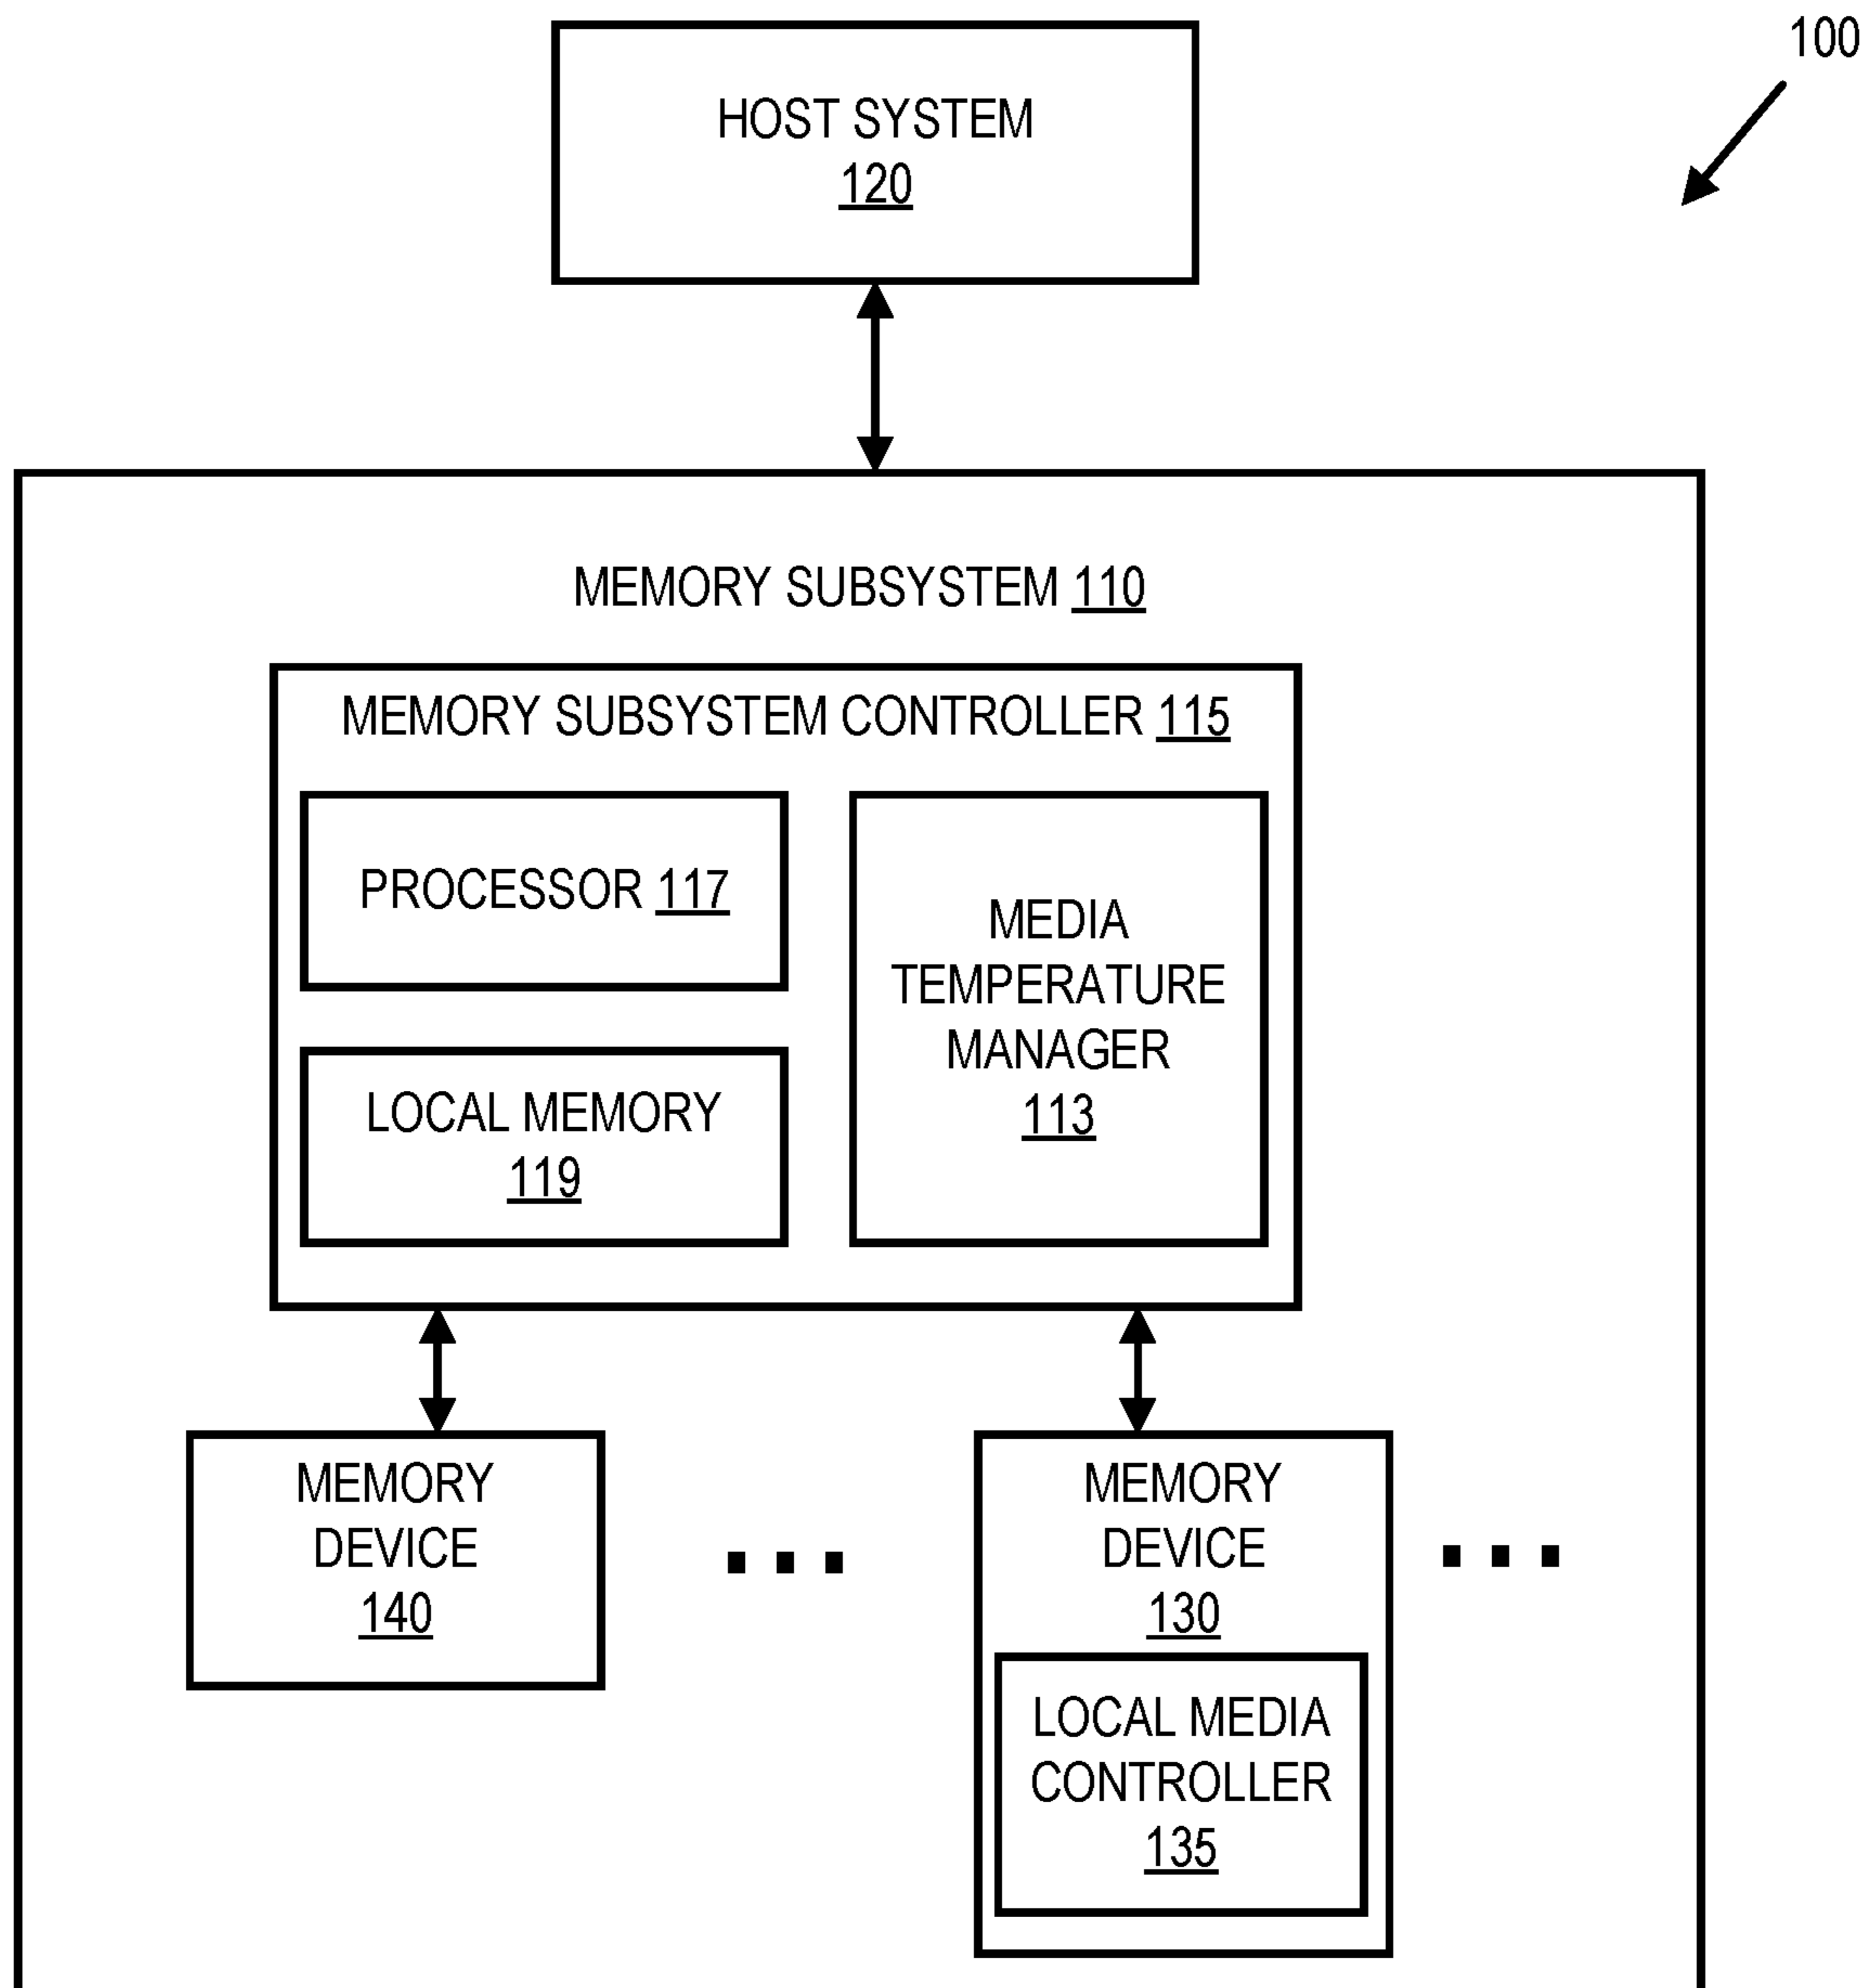 100
HOST SYSTEM
120
MEMORY SUBSYSTEM 110
MEMORY SUBSYSTEM CONTROLLER 115
PROCESSOR 117
LOCAL MEMORY
119
MEDIA
TEMPERATURE
MANAGER
113
MEMORY
DEVICE
140
MEMORY
DEVICE
130
LOCAL MEDIA
CONTROLLER
135